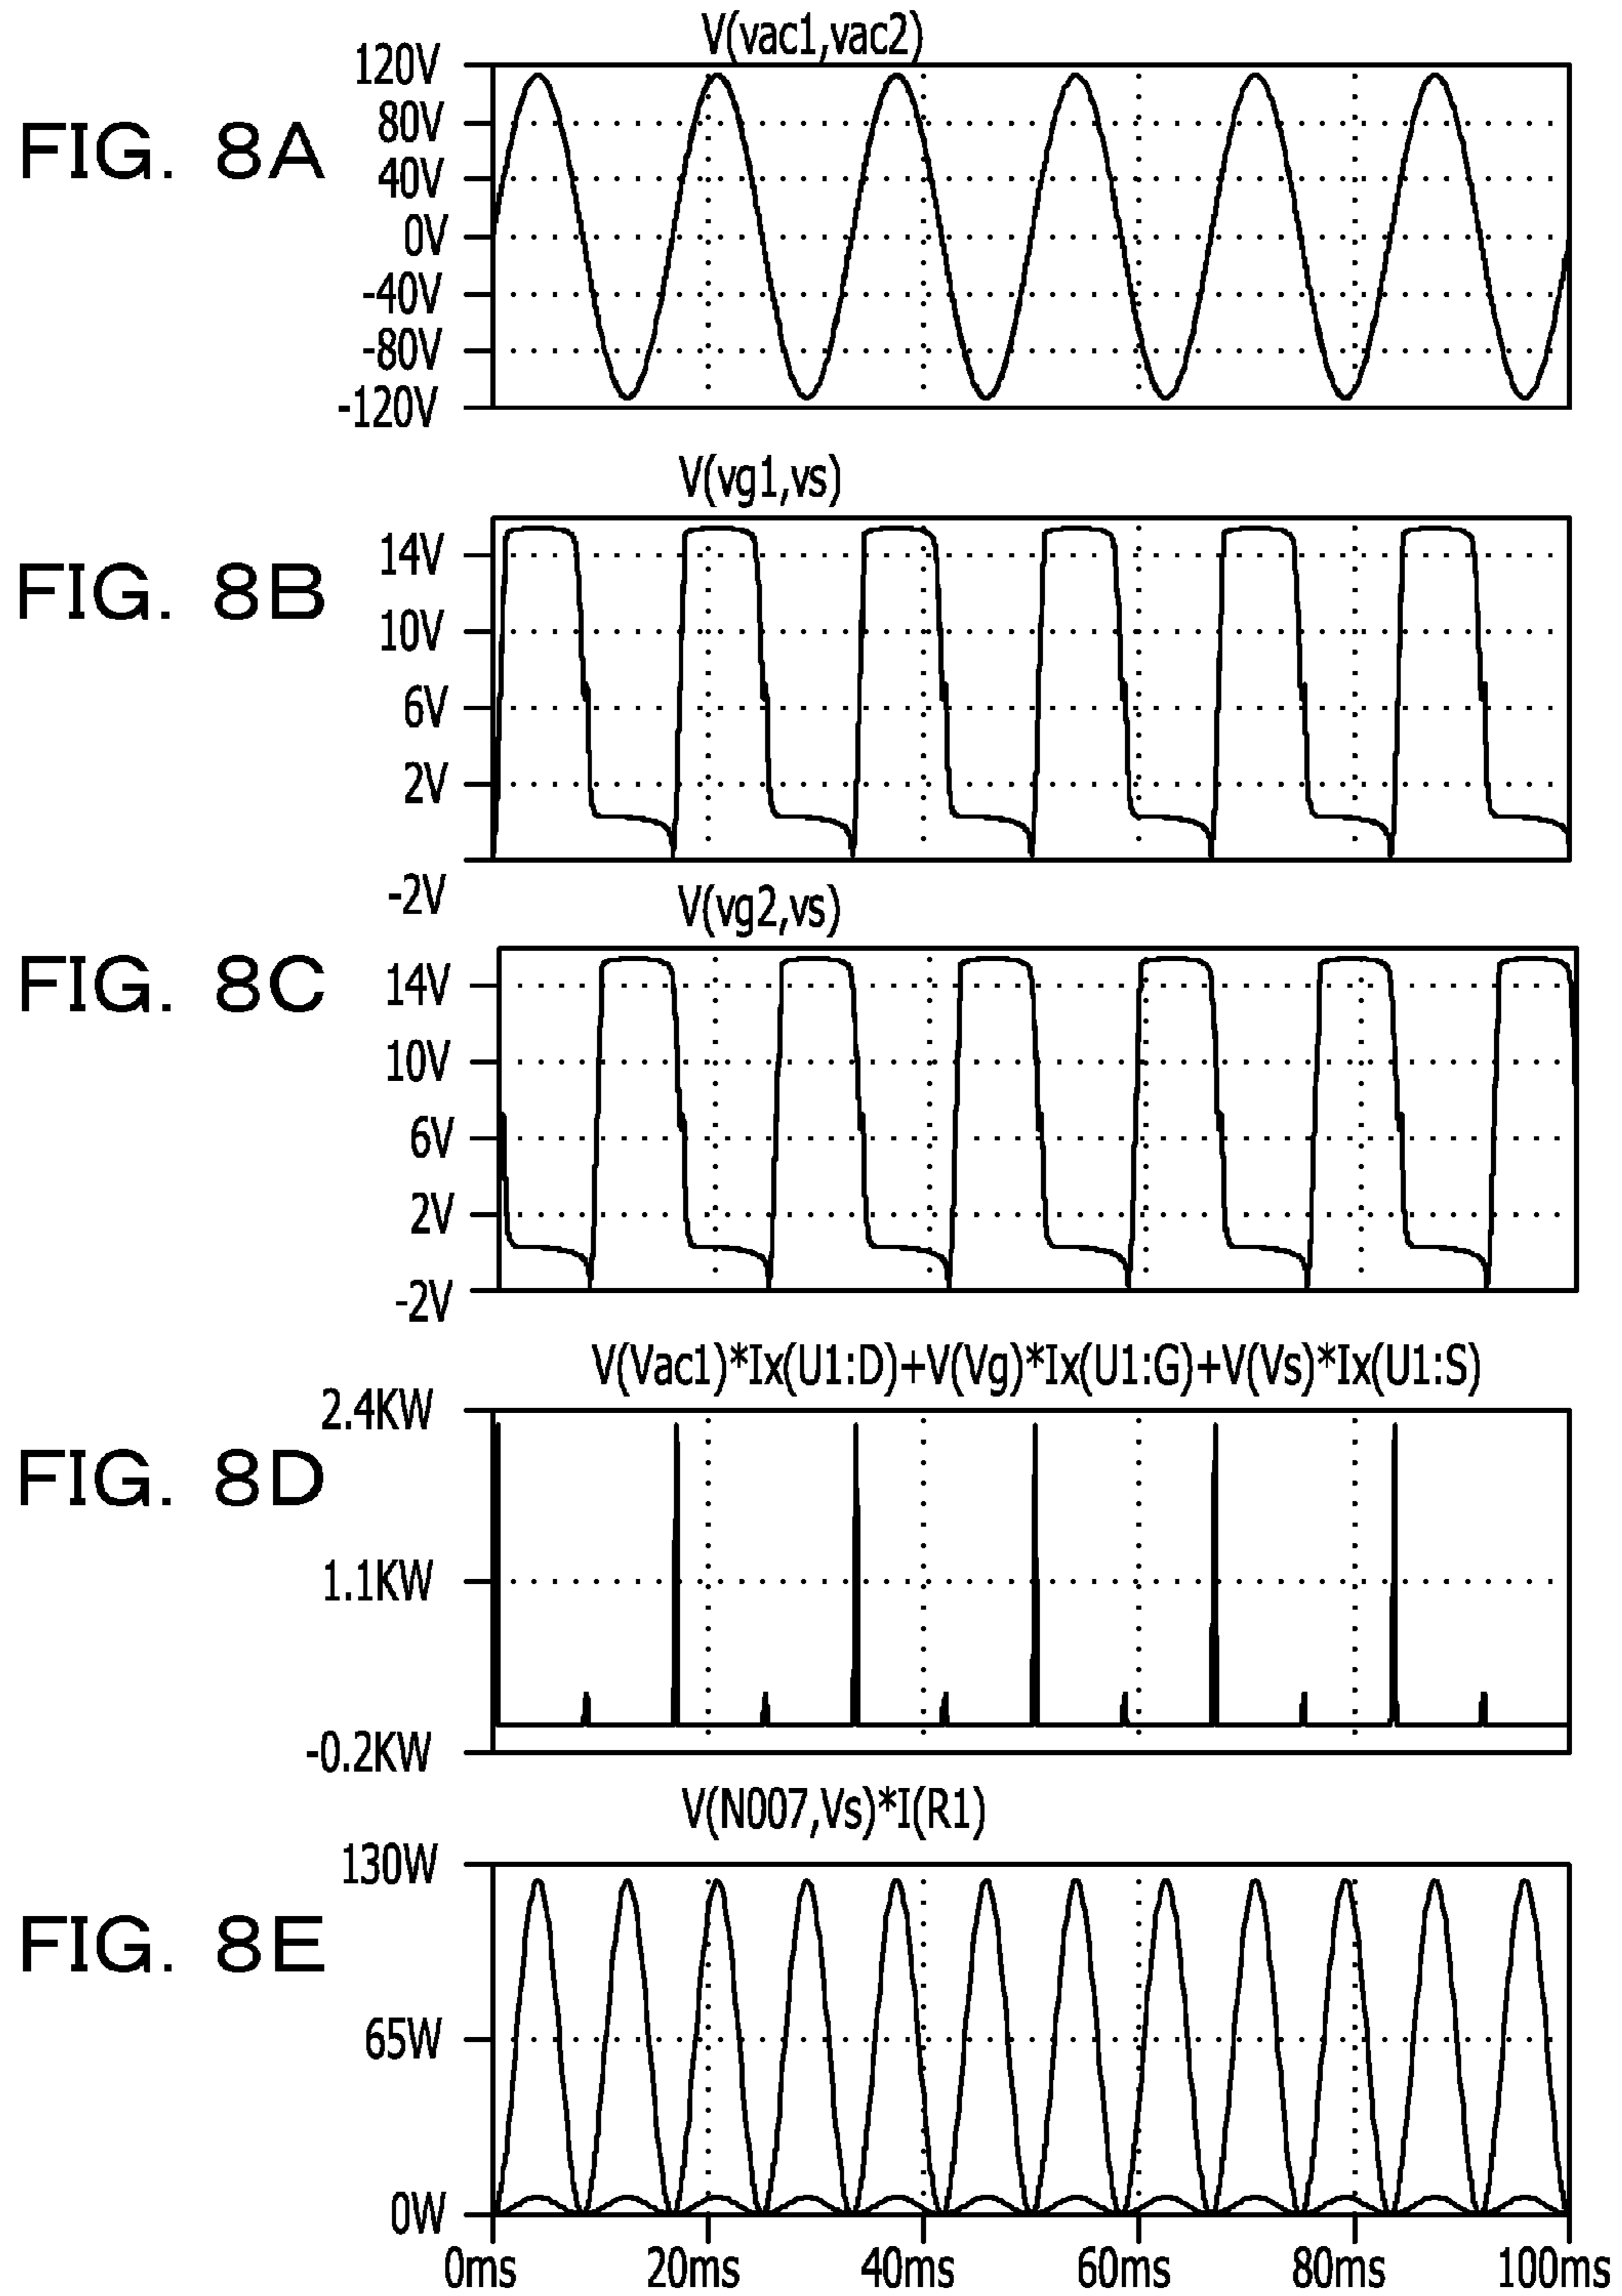 V(vac1,vac2)
FIG. 8A
120V
80V
40V
0V
-40V
-80V
-120V
V(vg1,vs)
FIG. 8B
14V
10V
6V
2V
-2V
V(vg2,vs)
FIG. 8C
14V
10V
6V
2V
-2V
V(Vac1)*Ix(U1:D)+V(Vg)*Ix(U1:G)+V(Vs)*Ix(U1:S)
FIG. 8D
2.4KW
1.1KW
-0.2KW
V(N007,Vs)*I(R1)
FIG. 8E
130W
65W
0W
0ms 20ms 40ms 60ms 80ms 100ms